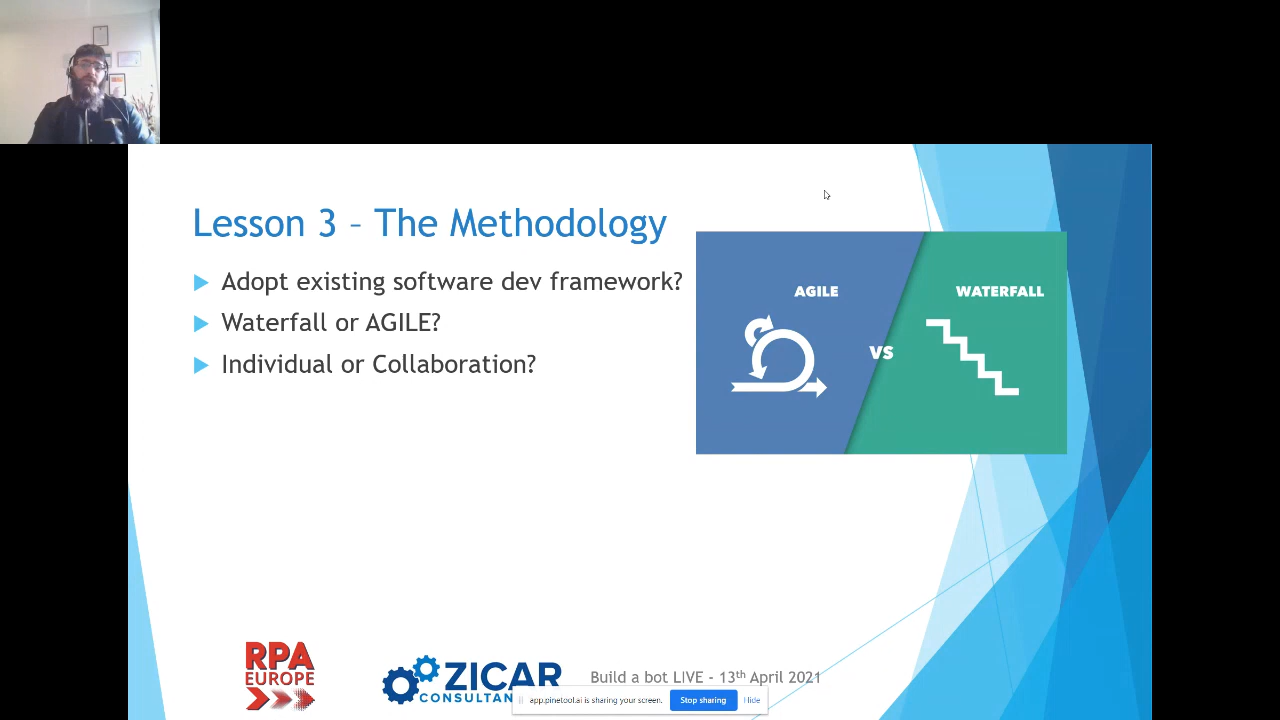 Lesson 3 – The Methodology
Adopt existing software dev framework?
Waterfall or AGILE?
Individual or Collaboration?
AGILE
VS
WATERFALL
RPA
EUROPE
ZICAR
CONSULTAN
Build a bot LIVE - 13th April 2021
app.pinetool.ai is sharing your screen.
Stop sharing
Hide